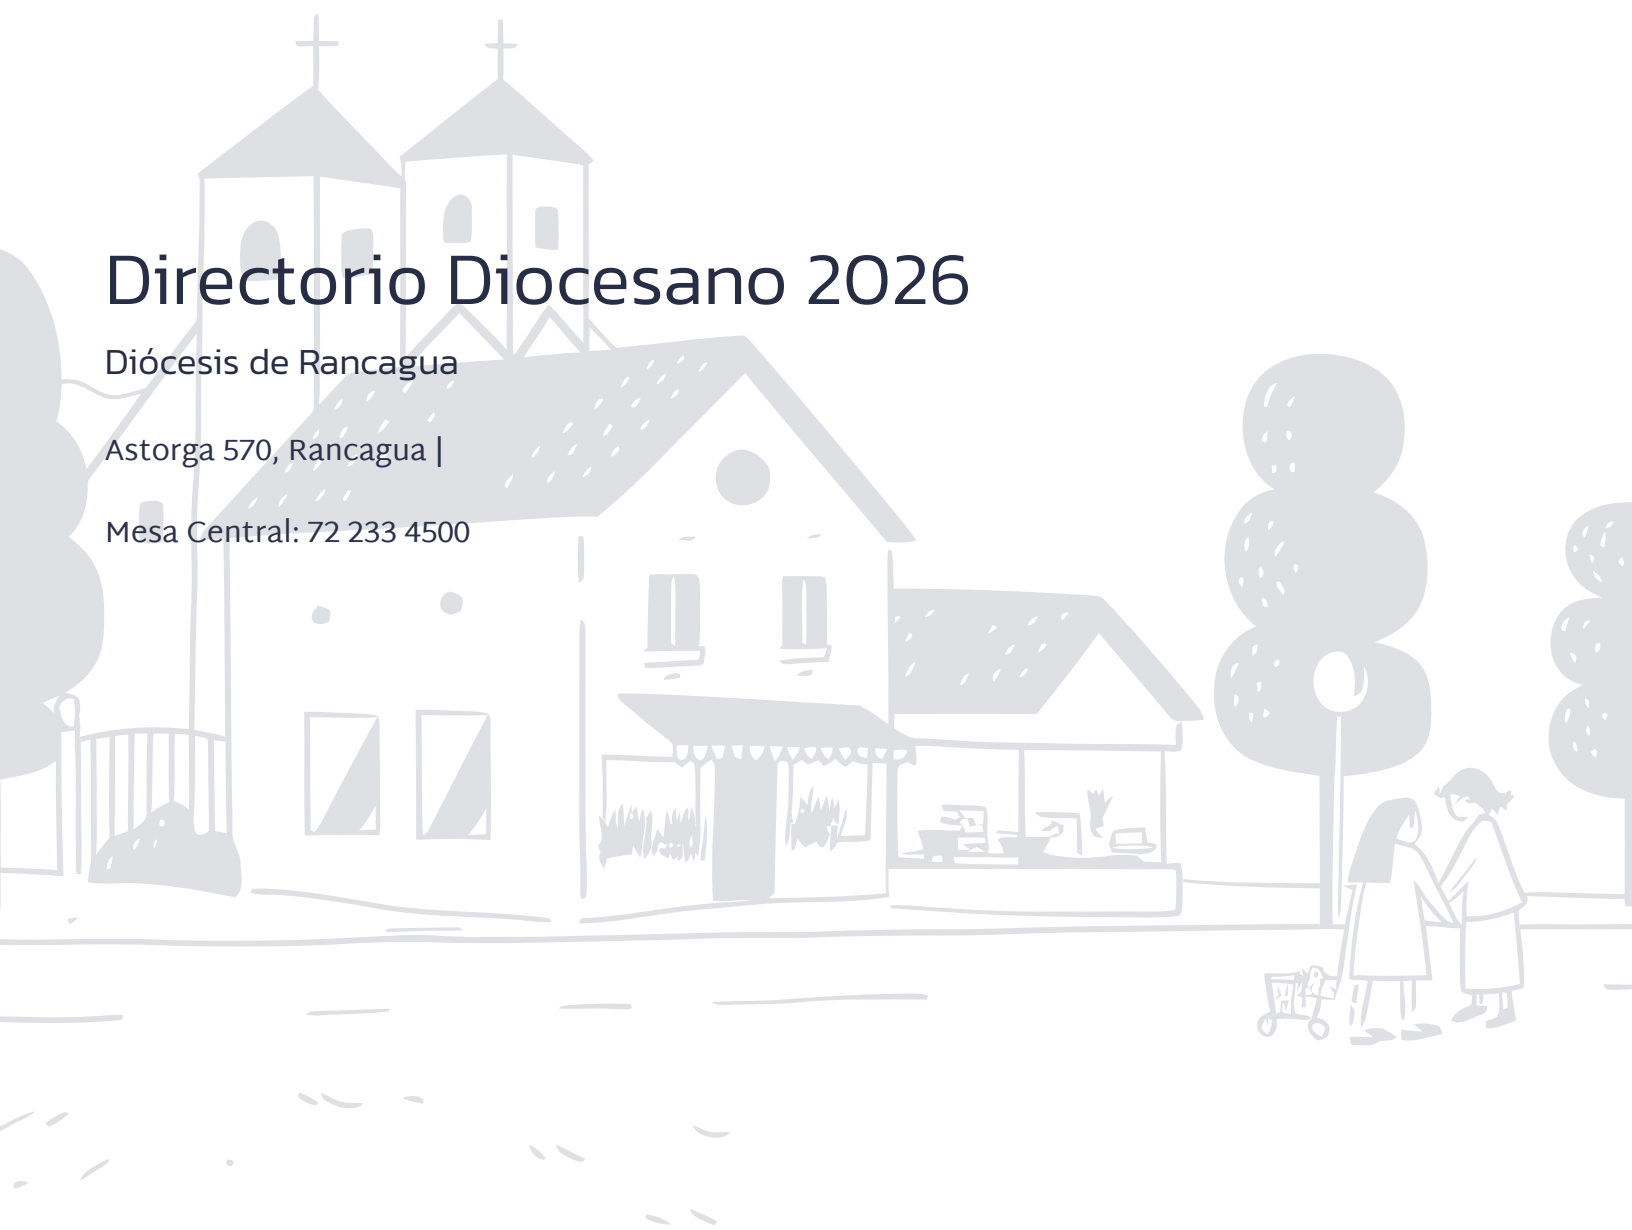 Directorio Diocesano 2026
Diócesis de Rancagua
Astorga 570, Rancagua |
Mesa Central: 72 233 4500